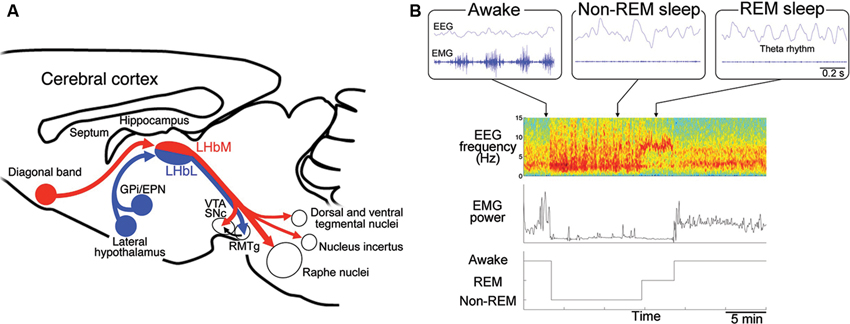 A
Cerebral cortex
Hippocampus
Septum
LHbM
LHbL
Diagonal band
GPi/EPN
VTA
SNc
Lateral
hypothalamus
RMTg
Dorsal and ventral
tegmental nuclei
Nucleus incertus
Raphe nuclei
B
Awake
Non-REM sleep
REM sleep
EEG
EMG
Theta rhythm
0.2 s
EEG
frequency
(Hz)
15
10
5
0
EMG
power
Awake
REM
Non-REM
Time
5 min